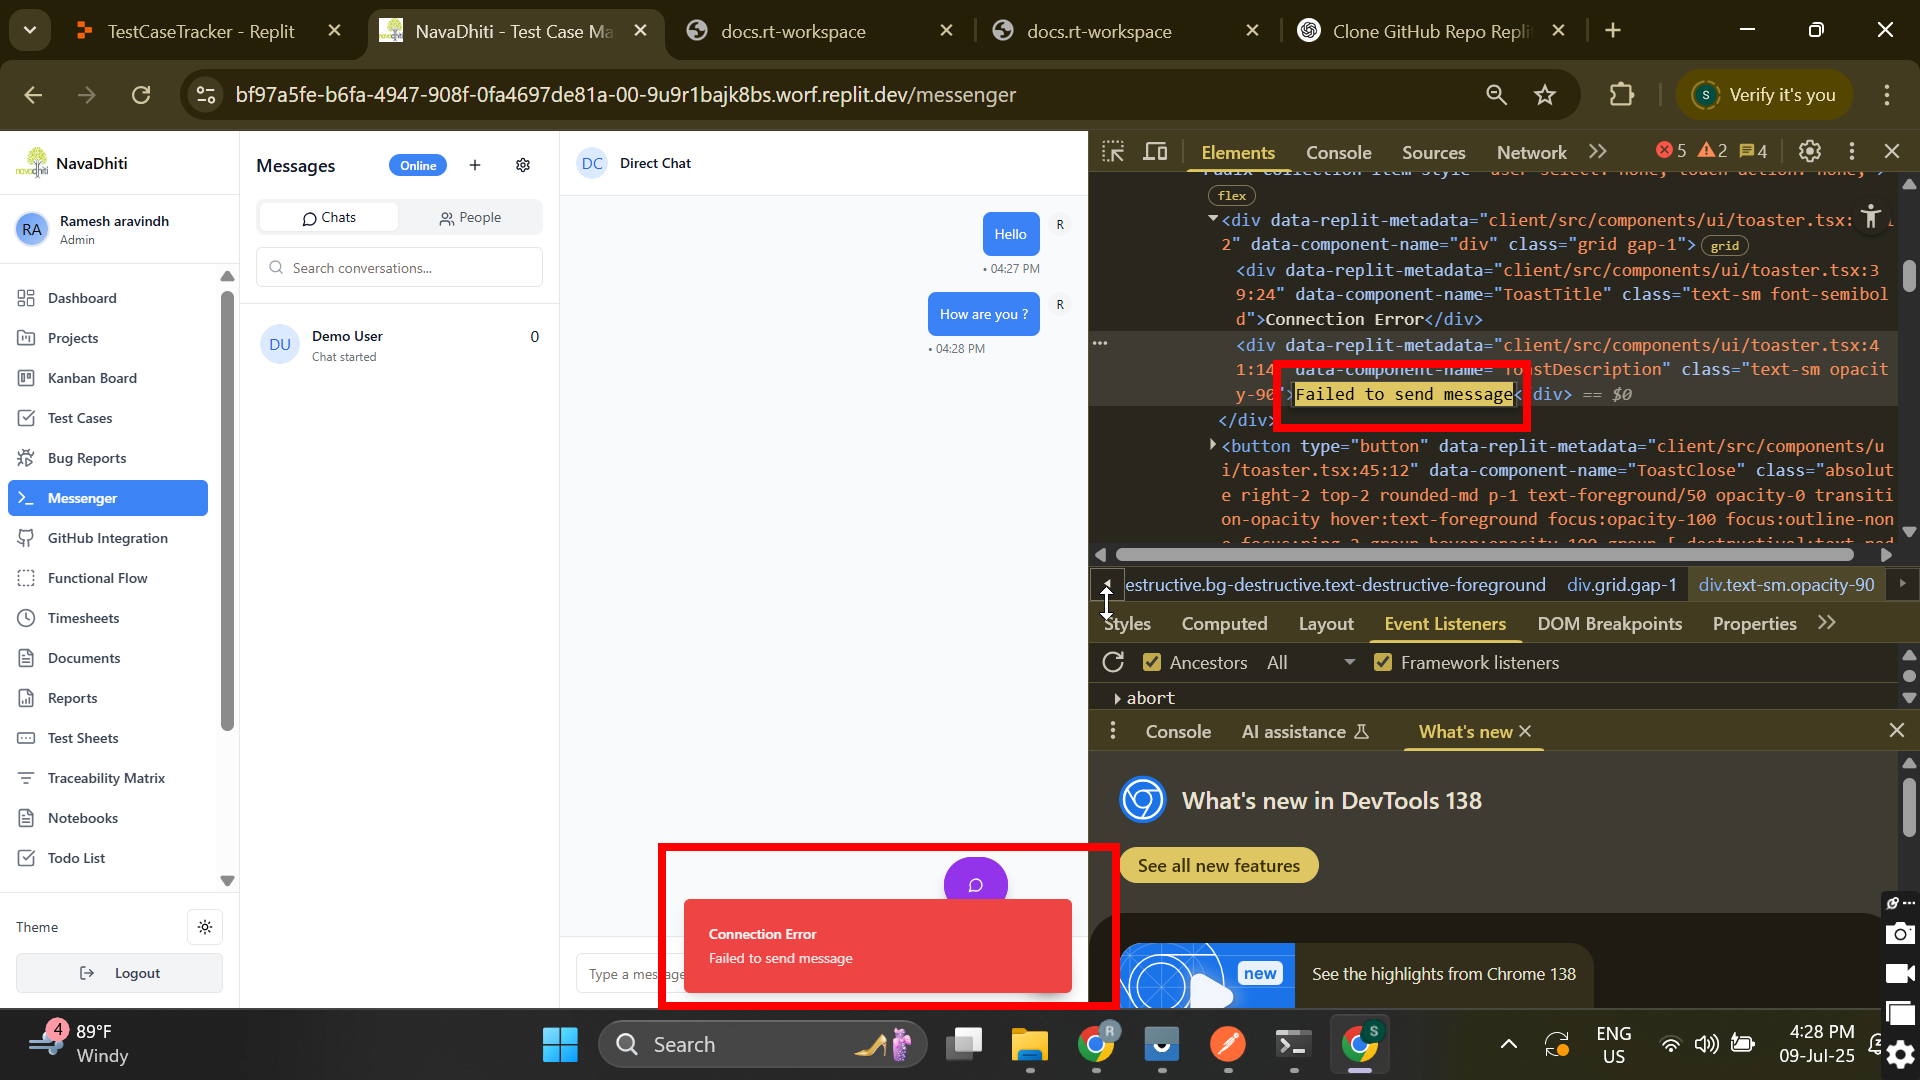 TestCaseTracker - Replit
NavaDhiti - Test Case Ma
docs.rt-workspace
docs.rt-workspace
Clone GitHub Repo Repli
bf97a5fe-b6fa-4947-908f-0fa4697de81a-00-9u9r1bajk8bs.worf.replit.dev/messenger
S
Verify it's you
navadhiti
NavaDhiti
RA
Ramesh aravindh
Admin
Dashboard
Projects
Kanban Board
Test Cases
Bug Reports
Messenger
GitHub Integration
Functional Flow
Timesheets
Documents
Reports
Test Sheets
Traceability Matrix
Notebooks
Todo List
Theme
Logout
Messages
Online
Chats
People
Search conversations...
DU
Demo User
0
Chat started
DC
Direct Chat
Hello
R
• 04:27 PM
How are you ?
R
• 04:28 PM
Connection Error
Failed to send message
Type a message
Elements
Console
Sources
Network
5
2
4
flex
<div data-replit-metadata="client/src/components/ui/toaster.tsx:
2" data-component-name="div" class="grid gap-1">
grid
<div data-replit-metadata="client/src/components/ui/toaster.tsx:3
9:24" data-component-name="ToastTitle" class="text-sm font-semibol
d">Connection Error</div>
<div data-replit-metadata="client/src/components/ui/toaster.tsx:4
1:14" data-component-name="ToastDescription" class="text-sm opacit
y-90">Failed to send message</div> == $0
</div>
<button type="button" data-replit-metadata="client/src/components/u
i/toaster.tsx:45:12" data-component-name="ToastClose" class="absolut
e right-2 top-2 rounded-md p-1 text-foreground/50 opacity-0 transiti
on-opacity hover:text-foreground focus:opacity-100 focus:outline-non
estructive.bg-destructive.text-destructive-foreground
div.grid.gap-1
div.text-sm.opacity-90
Styles
Computed
Layout
Event Listeners
DOM Breakpoints
Properties
Ancestors
All
Framework listeners
abort
Console
AI assistance
What's new
What's new in DevTools 138
See all new features
new
See the highlights from Chrome 138
4
89°F
Windy
Search
R
S
ENG
US
4:28 PM
09-Jul-25